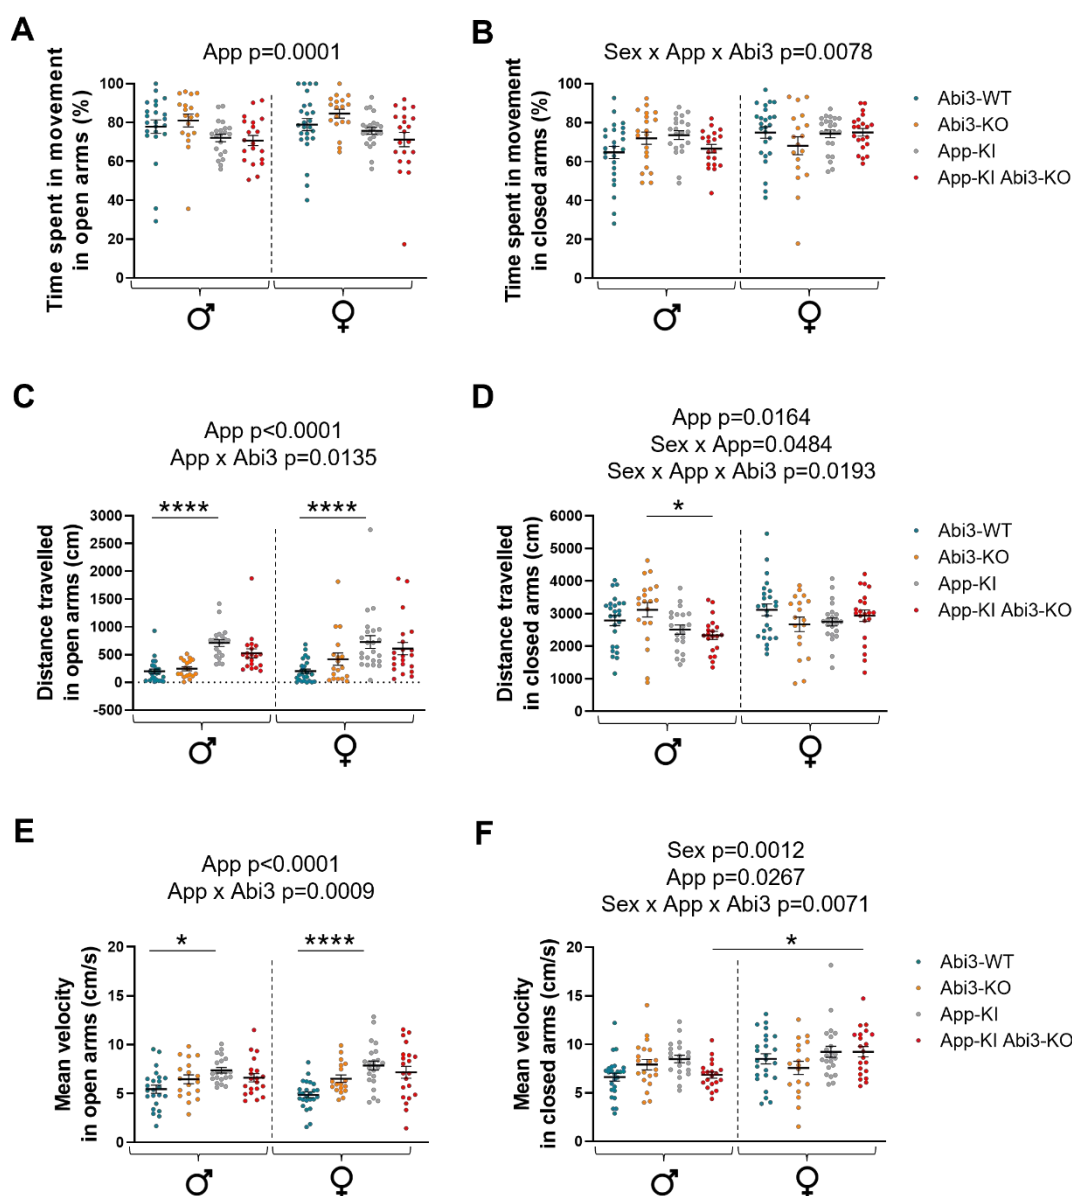 A
App p=0.0001
Time spent in movement
in open arms (%)
100
80
60
40
20
0
♂
♀
B
Sex x App x Abi3 p=0.0078
Time spent in movement
in closed arms (%)
100
80
60
40
20
0
♂
♀
Abi3-WT
Abi3-KO
App-KI
App-KI Abi3-KO
C
App p<0.0001
App x Abi3 p=0.0135
**** ****
Distance travelled
in open arms (cm)
3000
2500
2000
1500
1000
500
0
-500
♂
♀
D
App p=0.0164
Sex x App=0.0484
Sex x App x Abi3 p=0.0193
*
Distance travelled
in closed arms (cm)
6000
5000
4000
3000
2000
1000
0
♂
♀
Abi3-WT
Abi3-KO
App-KI
App-KI Abi3-KO
E
App p<0.0001
App x Abi3 p=0.0009
* ****
Mean velocity
in open arms (cm/s)
20
15
10
5
0
♂
♀
F
Sex p=0.0012
App p=0.0267
Sex x App x Abi3 p=0.0071
*
Mean velocity
in closed arms (cm/s)
20
15
10
5
0
♂
♀
Abi3-WT
Abi3-KO
App-KI
App-KI Abi3-KO